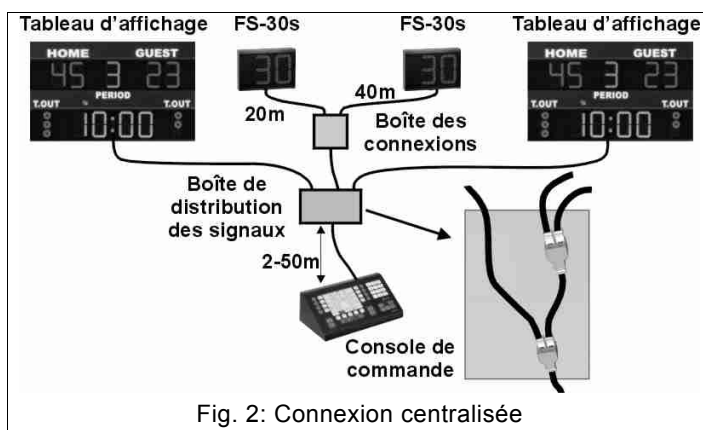 Tableau d'affichage
FS-30s
FS-30s
Tableau d'affichage
HOME GUEST
45 3 23
PERIOD
T.OUT T.OUT
10:00
30
30
HOME GUEST
45 3 23
PERIOD
T.OUT T.OUT
10:00
20m
40m
Boîte des
connexions
Boîte de
distribution
des signaux
2-50m
Console de
commande
Fig. 2: Connexion centralisée